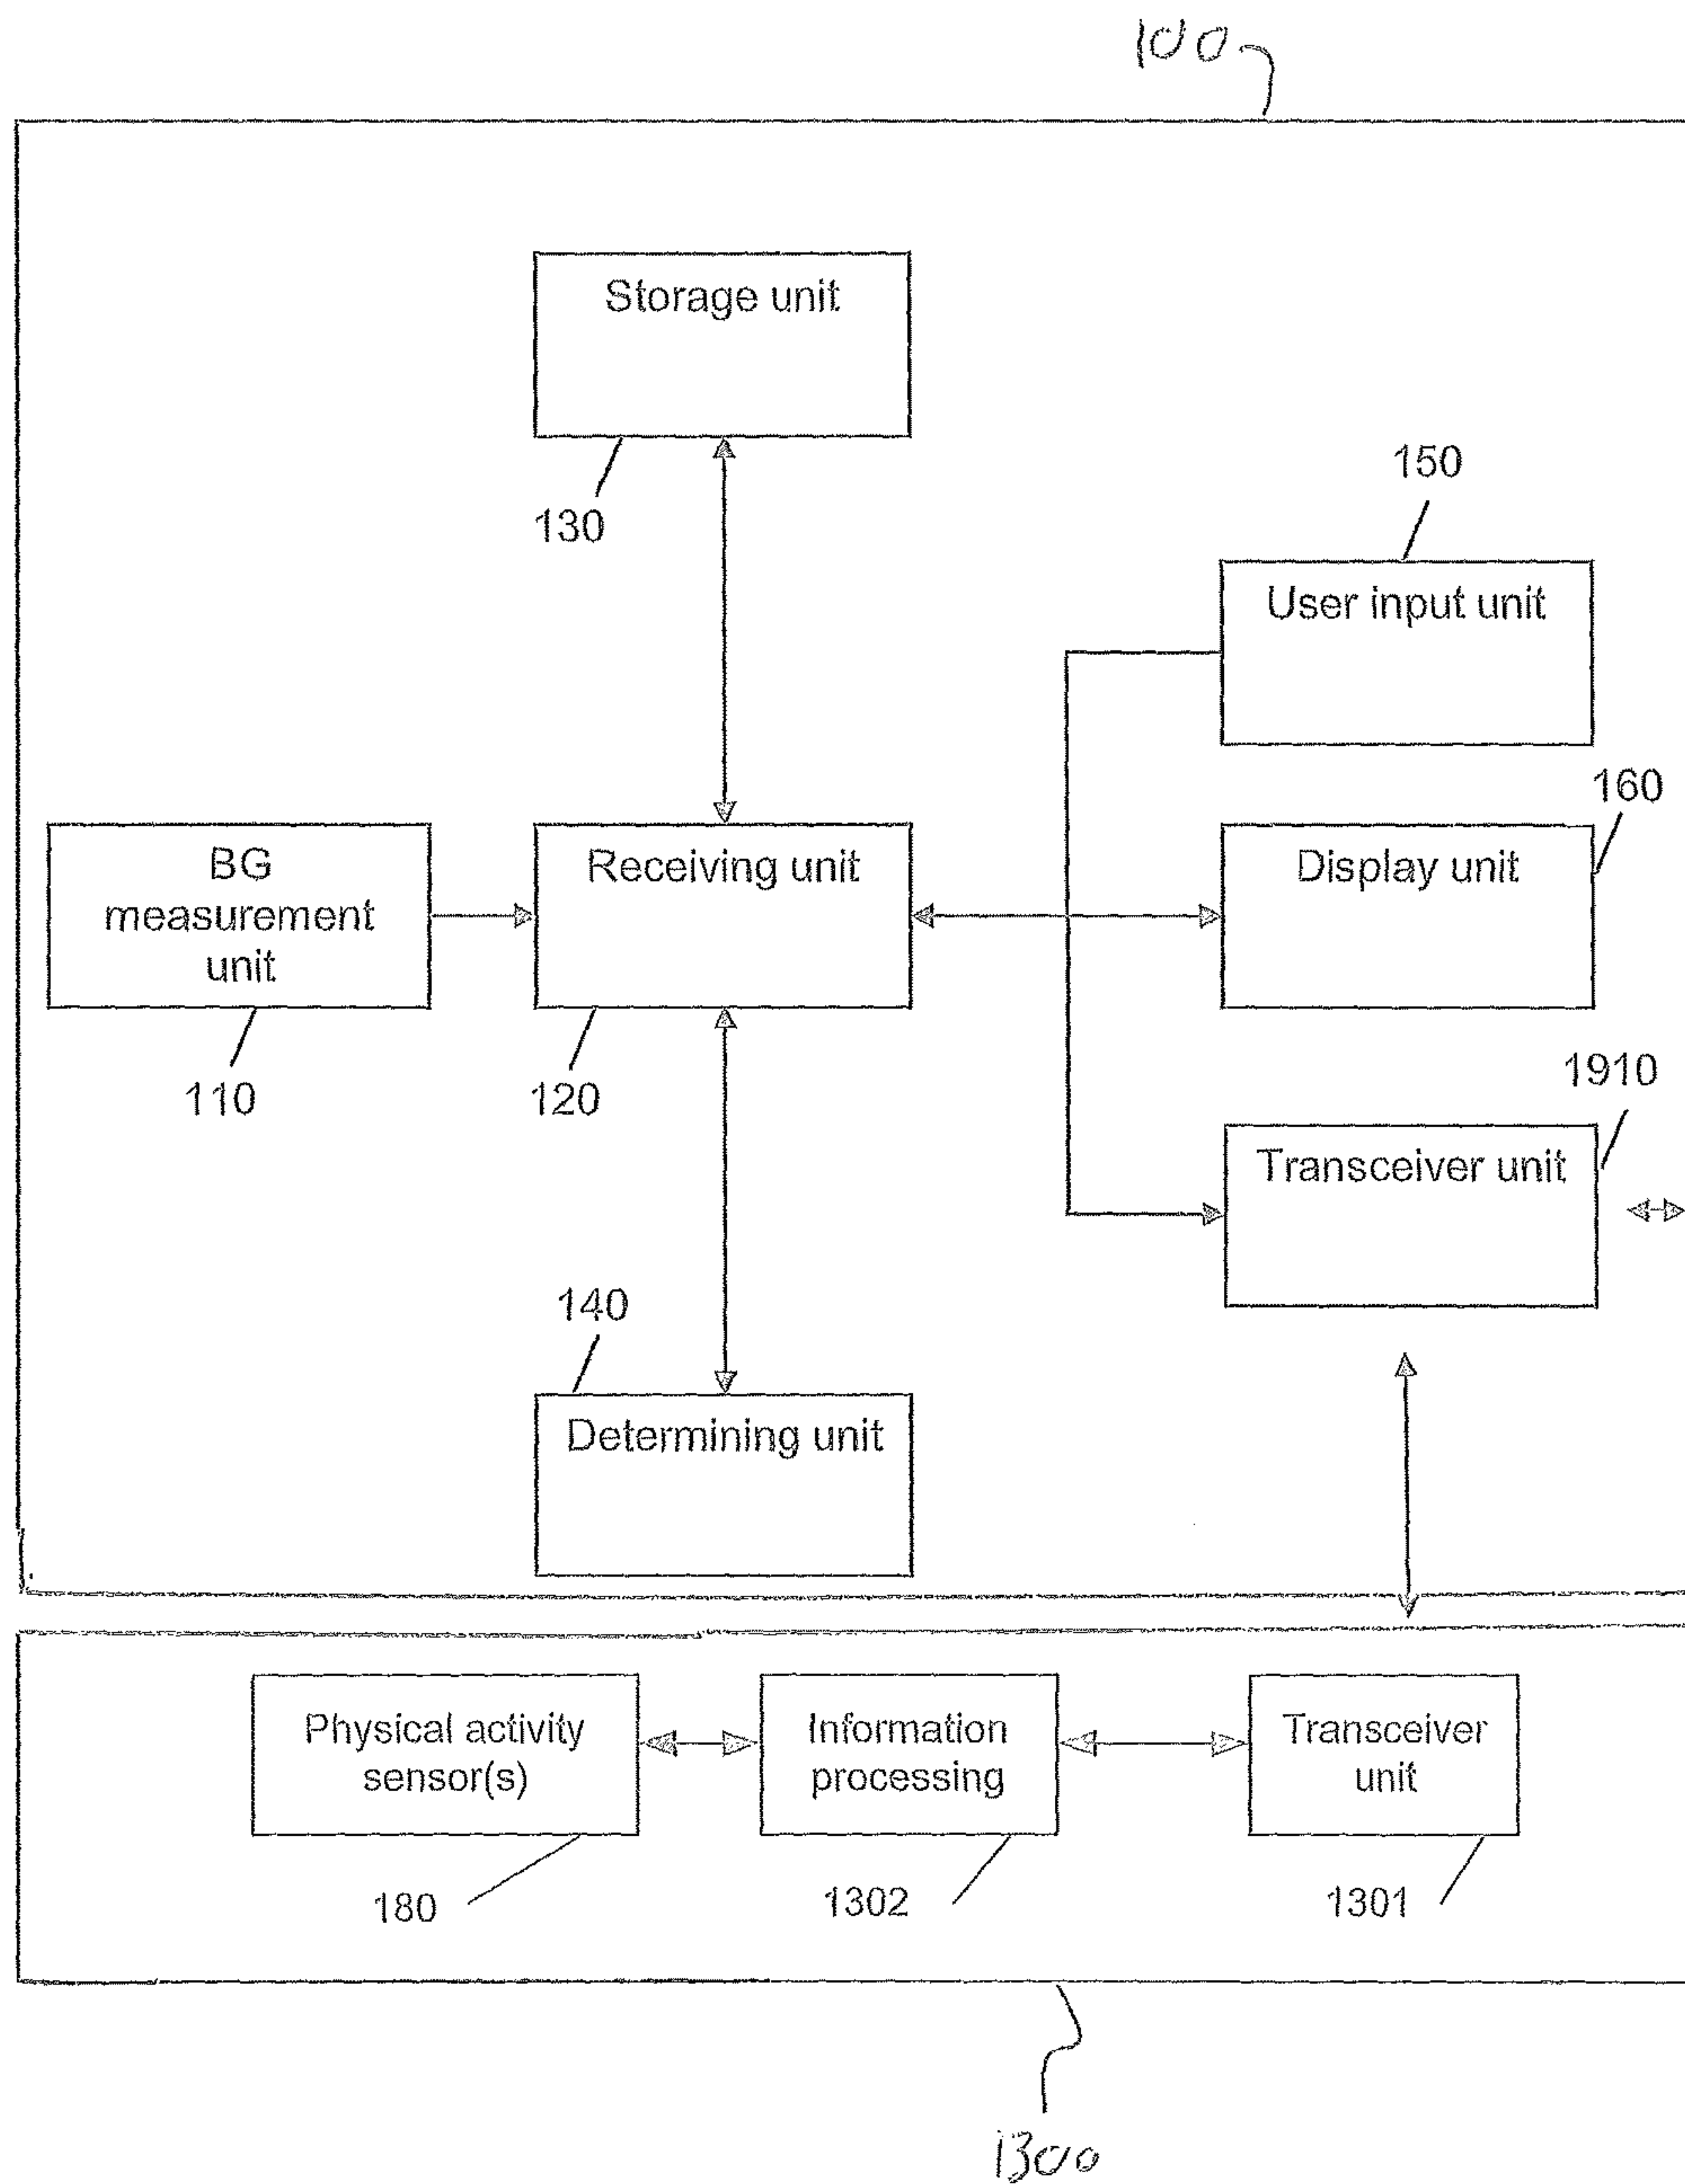 100
Storage unit
130
150
User input unit
160
BG
measurement
unit
Receiving unit
Display unit
110
120
1910
Transceiver unit
140
Determining unit
Physical activity
sensor(s)
Information
processing
Transceiver
unit
180
1302
1301
1300